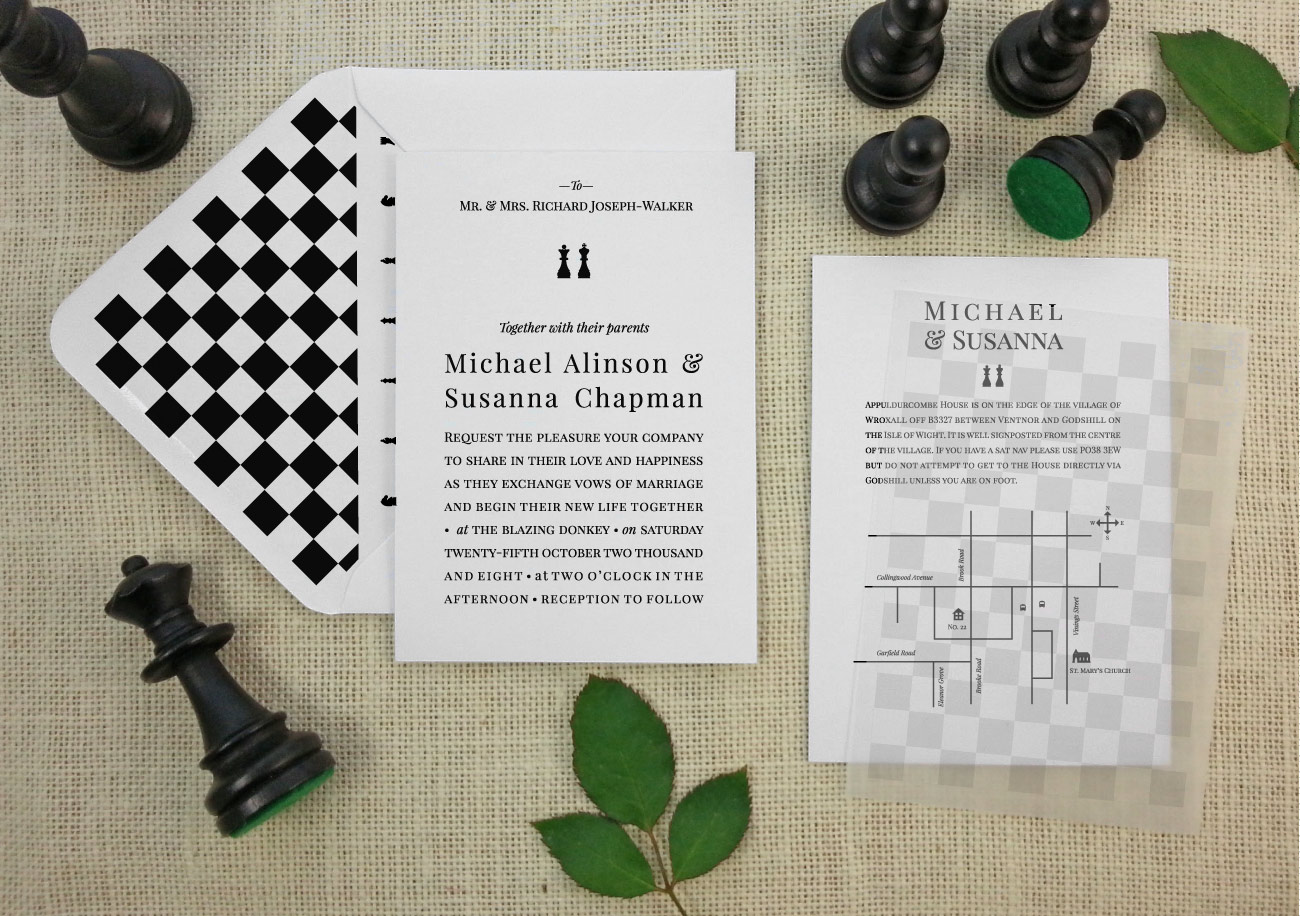 —To—
Mr. & Mrs. Richard Joseph-Walker
Together with their parents
Michael Alinson &
Susanna Chapman
Request the pleasure your company
to share in their love and happiness
as they exchange vows of marriage
and begin their new life together
• at the blazing donkey • on Saturday
twenty-fifth October two thousand
and eight • at two o'clock in the
afternoon • reception to follow
Michael
& Susanna
Appuldurcombe House is on the edge of the village of
Wroxall off B3327 between Ventnor and Godshill on
the Isle of Wight. It is well signposted from the centre
of the village. If you have a sat nav please use PO38 3EW
but do not attempt to get to the House directly via
Godshill unless you are on foot.
N
W E
S
Brook Road
Collingwood Avenue
No. 22
Vinings Street
Garfield Road
St. Mary's Church
Eleanor Grove
Brooke Road